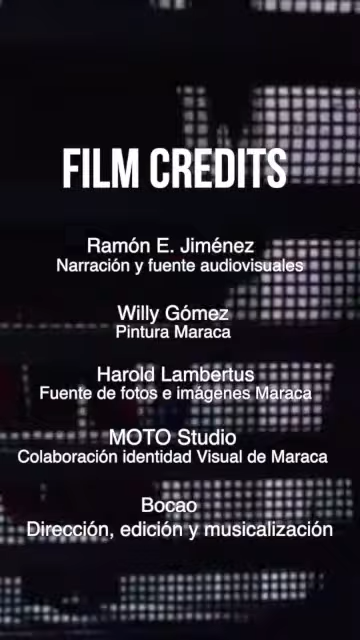 FILM CREDITS
Ramón E. Jiménez
Narración y fuente audiovisuales
Willy Gómez
Pintura Maraca
Harold Lambertus
Fuente de fotos e imágenes Maraca
MOTO Studio
Colaboración identidad Visual de Maraca
Bocao
Dirección, edición y musicalización